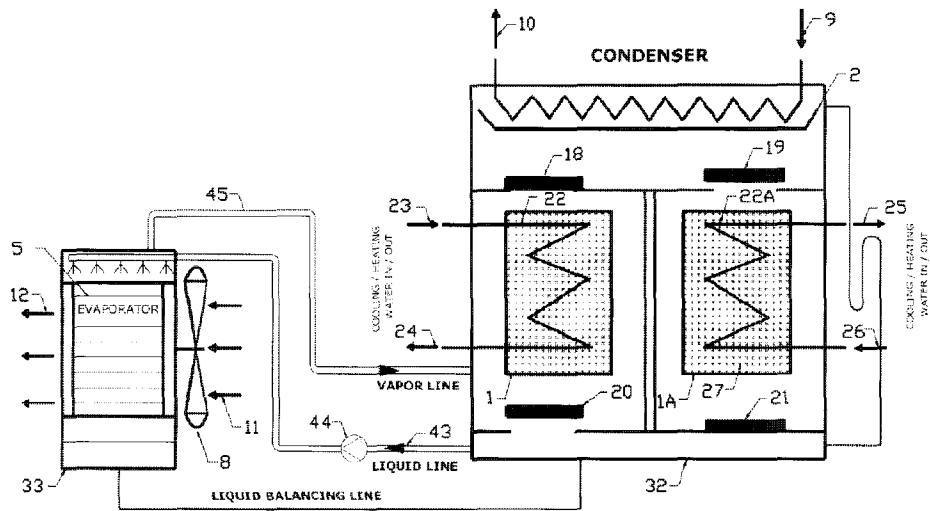 10
9
CONDENSER
2
18
19
45
23
22
22A
25
5
COOLING / HEATING
WATER IN / OUT
COOLING / HEATING
WATER IN / OUT
12
EVAPORATOR
24
26
VAPOR LINE
1
20
1A
27
21
11
44
43
8
LIQUID LINE
33
LIQUID BALANCING LINE
32